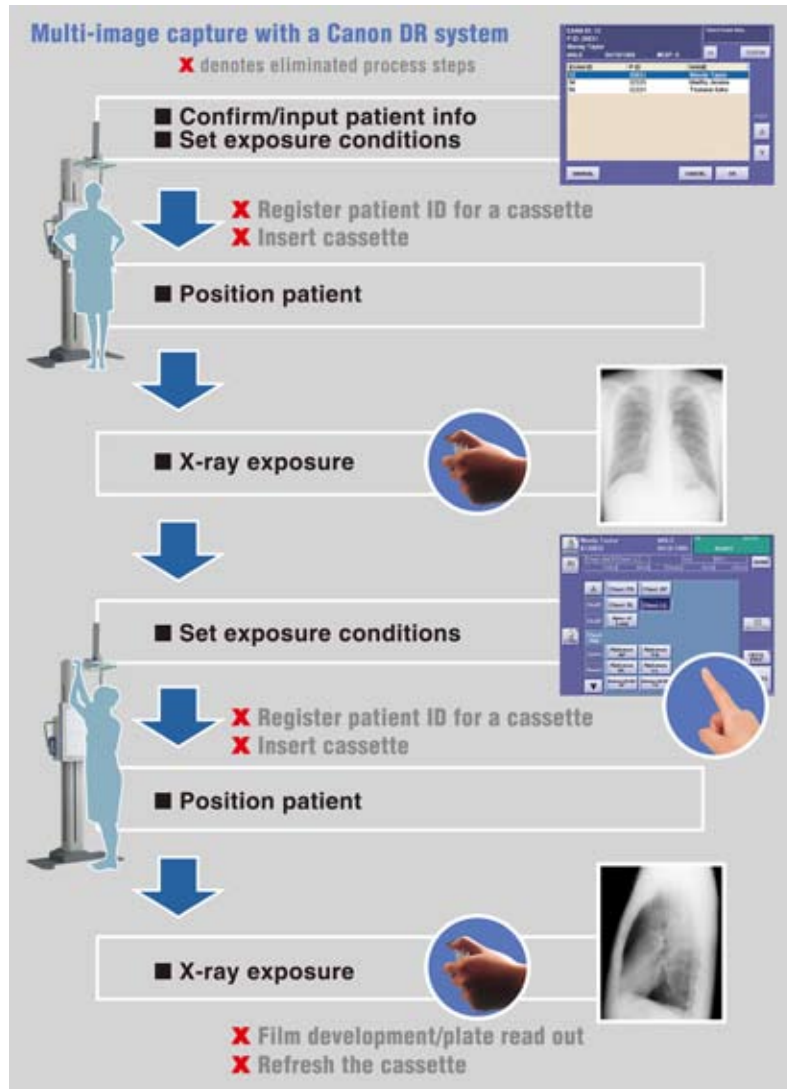 Multi-image capture with a Canon DR system
X denotes eliminated process steps
■ Confirm/input patient info
■ Set exposure conditions
X Register patient ID for a cassette
X Insert cassette
■ Position patient
■ X-ray exposure
■ Set exposure conditions
X Register patient ID for a cassette
X Insert cassette
■ Position patient
■ X-ray exposure
X Film development/plate read out
X Refresh the cassette